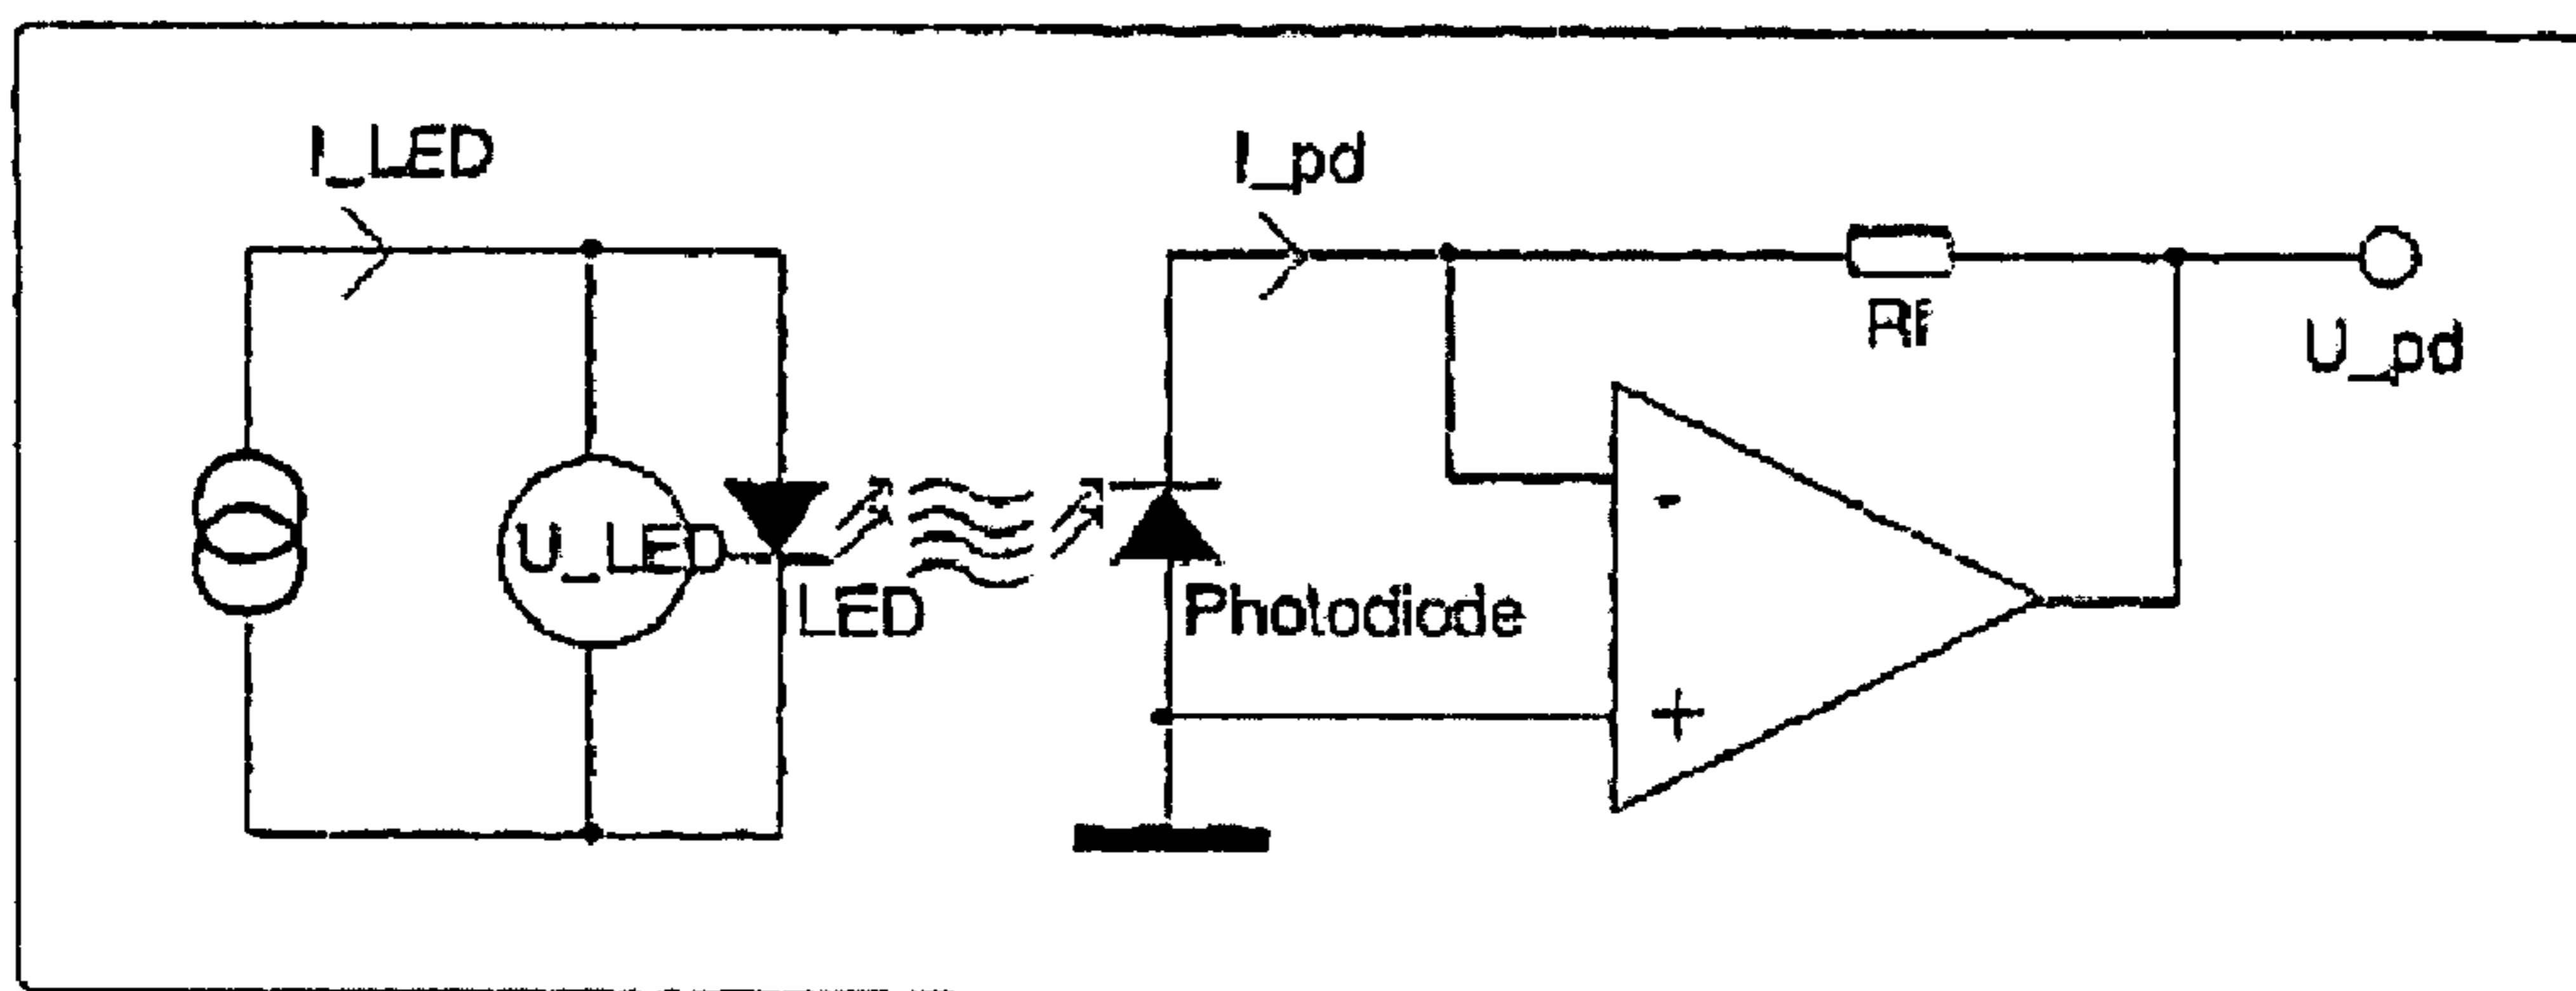 I_LED
I_pd
Rf
U_pd
U_LED
LED
Photodiode
-
+